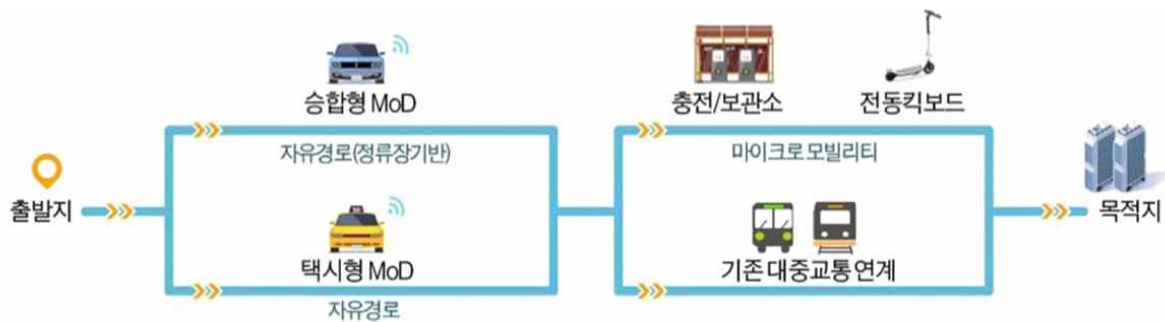 승합형 MoD
충전/보관소
전동킥보드
자유경로(정류장기반)
마이크로 모빌리티
출발지
목적지
택시형 MoD
기존 대중교통 연계
자유경로